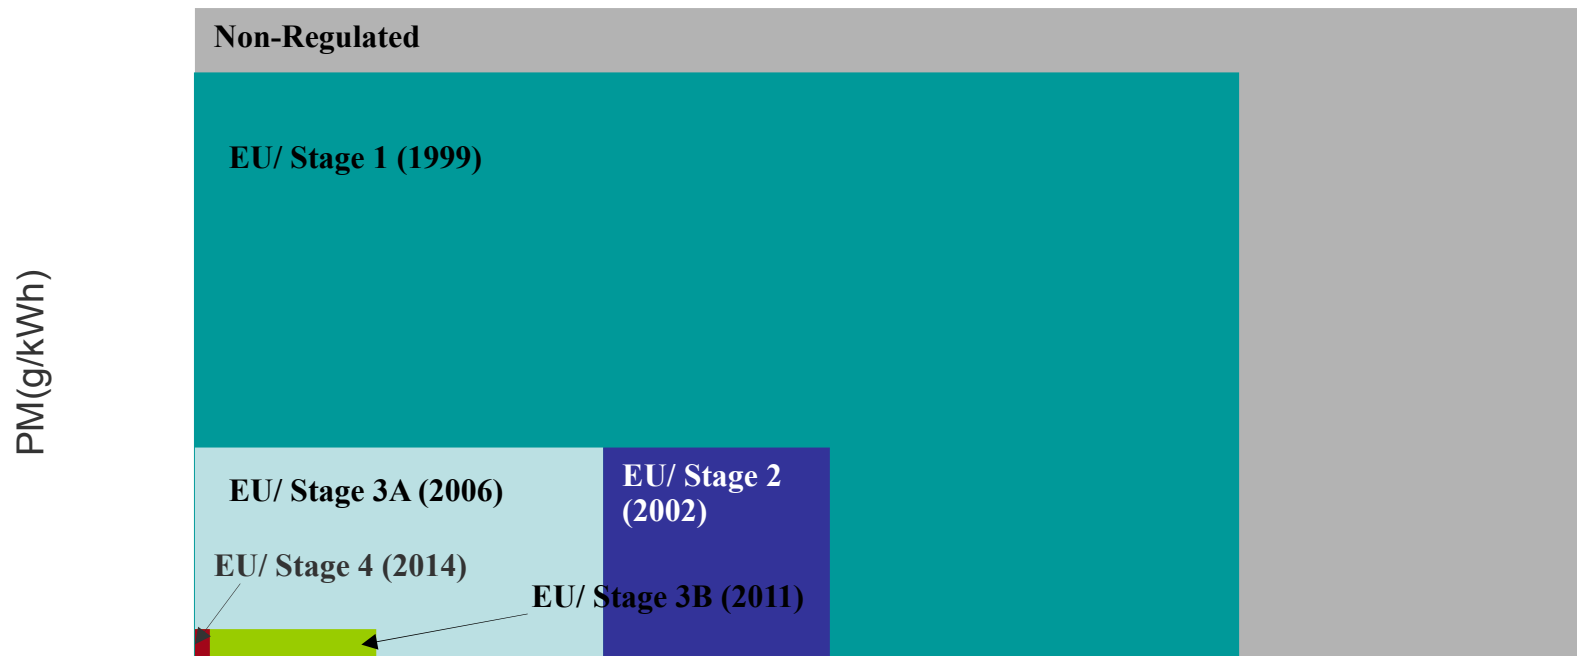 Non-Regulated
EU/ Stage 1 (1999)
PM(g/kWh)
EU/ Stage 3A (2006)
EU/ Stage 2
(2002)
EU/ Stage 4 (2014)
EU/ Stage 3B (2011)